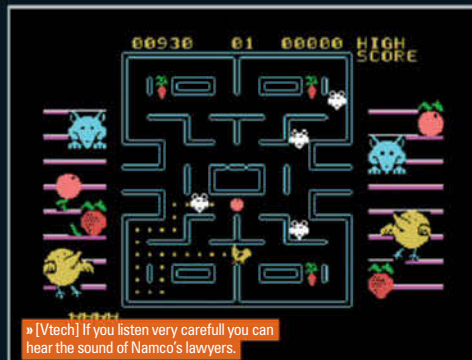 00930 01 00000 HIGH
SCORE
» [Vtech] If you listen very carefull you can
hear the sound of Namco's lawyers.